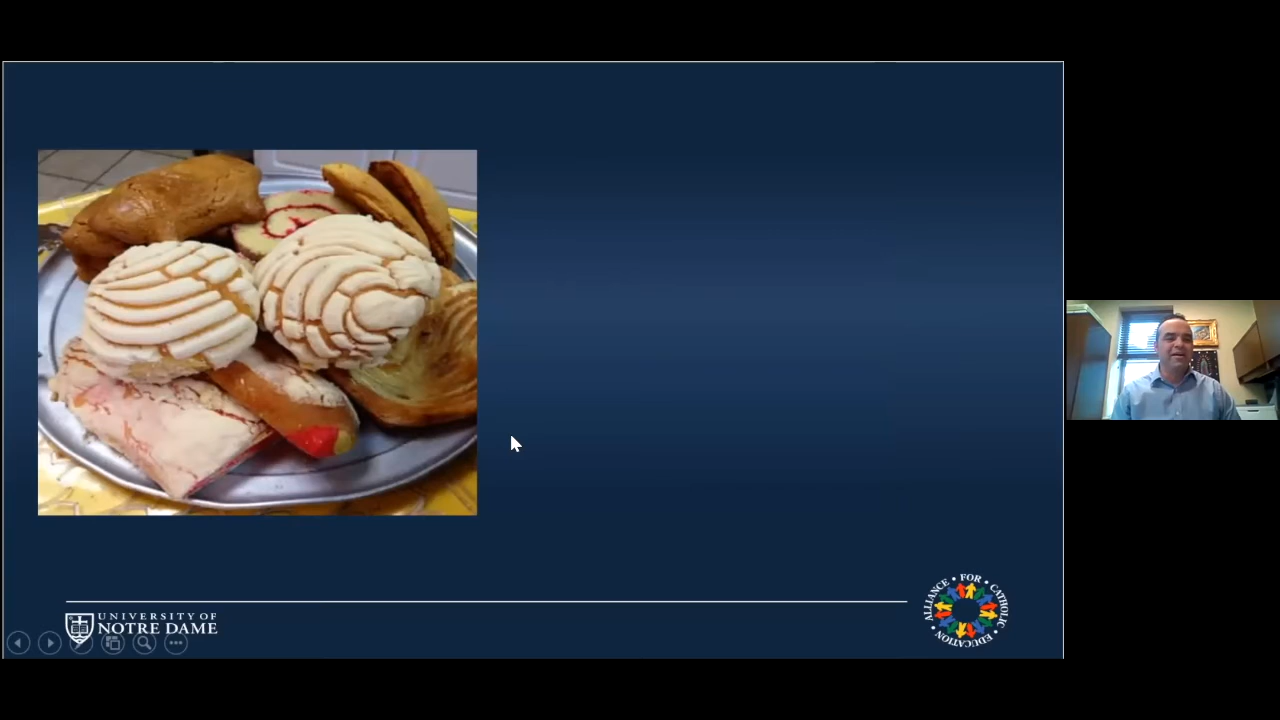 UNIVERSITY OF
NOTRE DAME
ALLIANCE • FOR • CATHOLIC • EDUCATION •